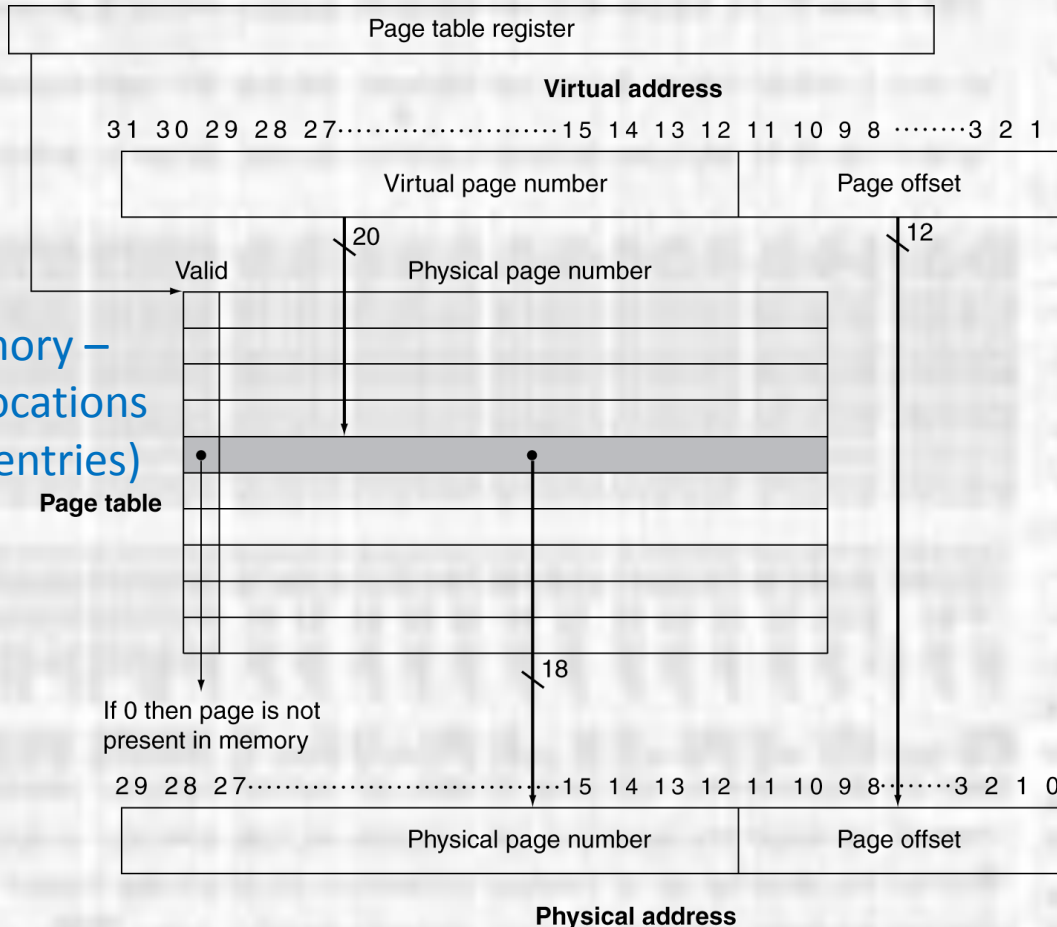 Page table register
Virtual address
31 30 29 28 27·······················15 14 13 12 11 10 9 8 ········3 2 1
Virtual page number Page offset
20 12
Valid Physical page number
ory –
ocations
entries)
Page table
18
If 0 then page is not
present in memory
29 28 27·································15 14 13 12 11 10 9 8········3 2 1 0
Physical page number Page offset
Physical address